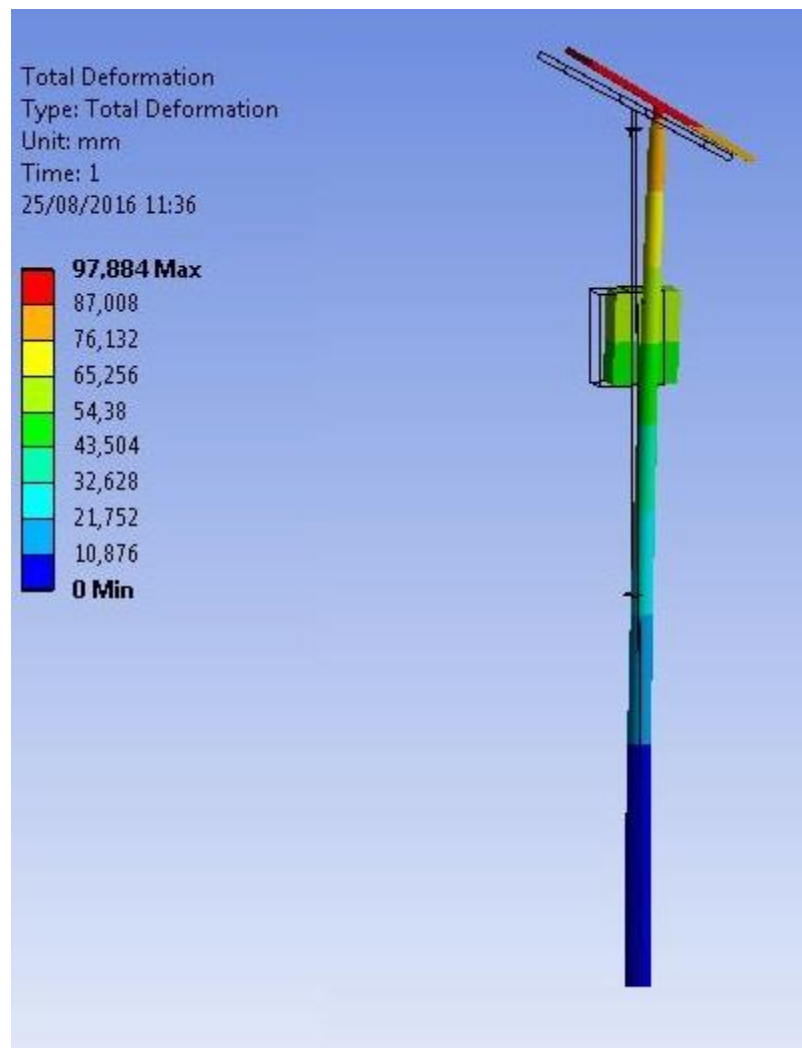 Total Deformation
Type: Total Deformation
Unit: mm
Time: 1
25/08/2016 11:36
97,884 Max
87,008
76,132
65,256
54,38
43,504
32,628
21,752
10,876
0 Min